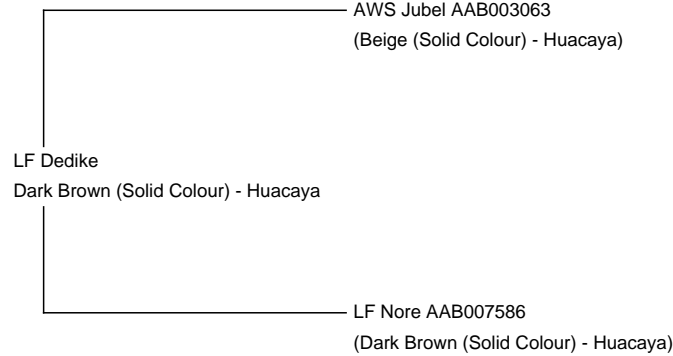 AWS Jubel AAB003063
(Beige (Solid Colour) - Huacaya)
LF Dedike
Dark Brown (Solid Colour) - Huacaya
LF Nore AAB007586
(Dark Brown (Solid Colour) - Huacaya)